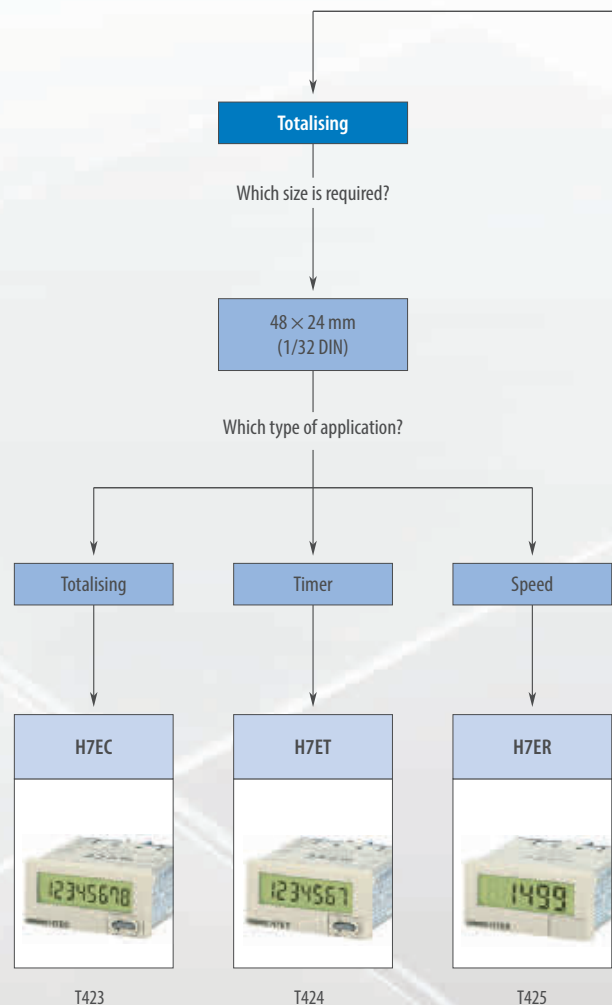 Totalising
Which size is required?
48 × 24 mm
(1/32 DIN)
Which type of application?
Totalising
Timer
Speed
H7EC
H7ET
H7ER
12345678
1234567
1499
T423
T424
T425